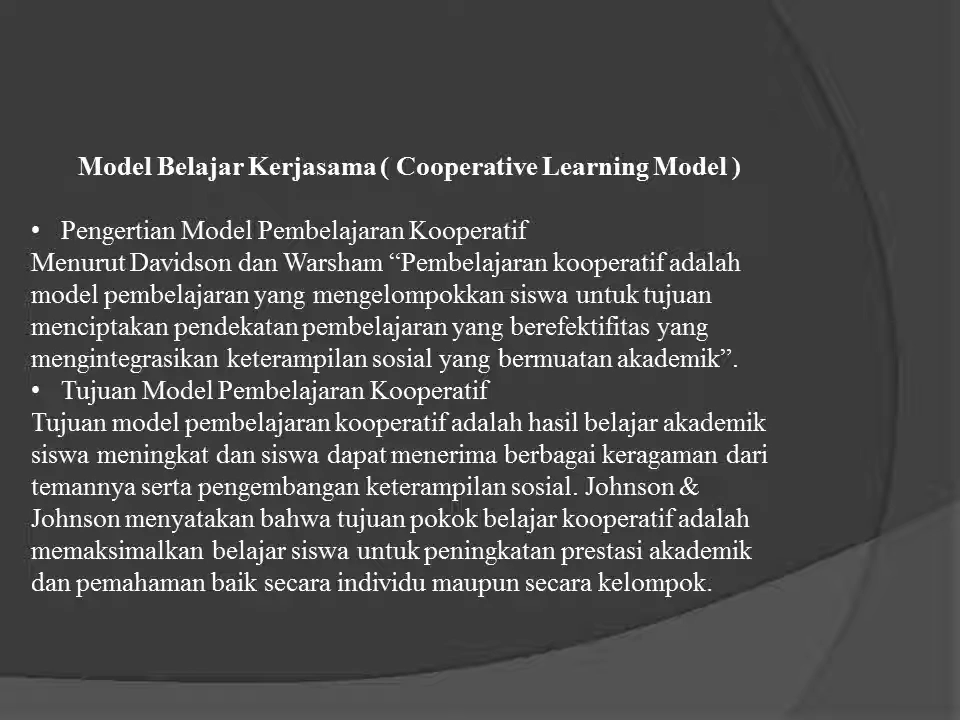 Model Belajar Kerjasama ( Cooperative Learning Model )
• Pengertian Model Pembelajaran Kooperatif
Menurut Davidson dan Warsham “Pembelajaran kooperatif adalah
model pembelajaran yang mengelompokkan siswa untuk tujuan
menciptakan pendekatan pembelajaran yang berefektifitas yang
mengintegrasikan keterampilan sosial yang bermuatan akademik”.
• Tujuan Model Pembelajaran Kooperatif
Tujuan model pembelajaran kooperatif adalah hasil belajar akademik
siswa meningkat dan siswa dapat menerima berbagai keragaman dari
temannya serta pengembangan keterampilan sosial. Johnson &
Johnson menyatakan bahwa tujuan pokok belajar kooperatif adalah
memaksimalkan belajar siswa untuk peningkatan prestasi akademik
dan pemahaman baik secara individu maupun secara kelompok.